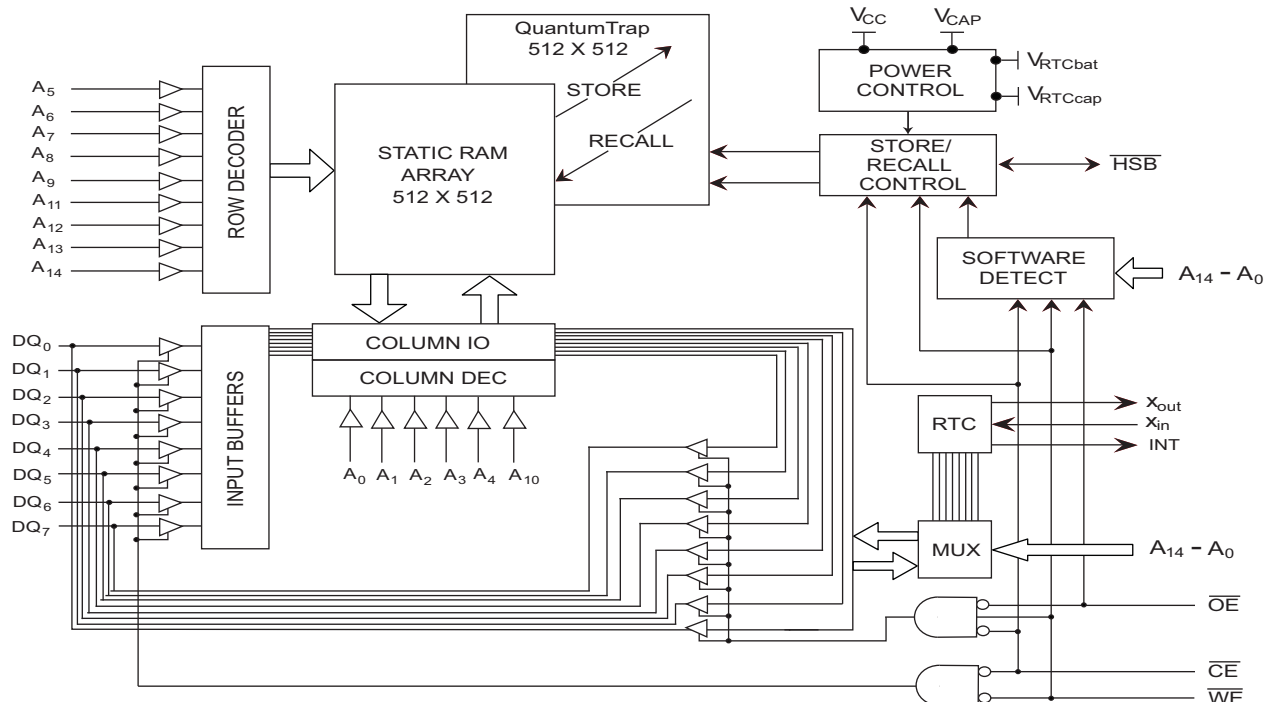 QuantumTrap
512 X 512
STORE
RECALL
STATIC RAM
ARRAY
512 X 512
A5
A6
A7
A8
A9
A11
A12
A13
A14
ROW DECODER
VCC
VCAP
POWER
CONTROL
VRTCbat
VRTCcap
STORE/
RECALL
CONTROL
HSB
SOFTWARE
DETECT
A14 – A0
DQ0
DQ1
DQ2
DQ3
DQ4
DQ5
DQ6
DQ7
INPUT BUFFERS
COLUMN IO
COLUMN DEC
A0 A1 A2 A3 A4 A10
RTC
xout
xin
INT
MUX
A14 – A0
OE
CE
WE